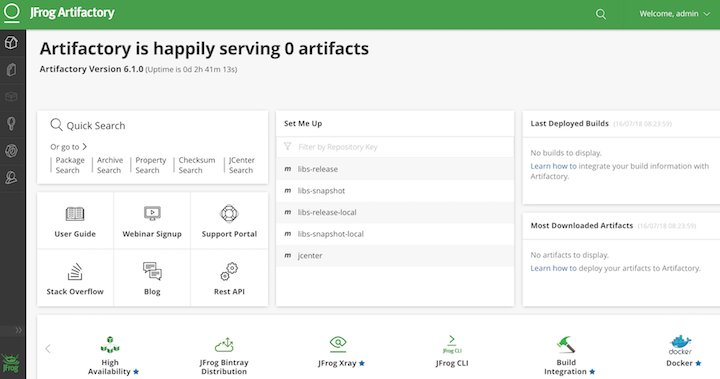 JFrog Artifactory
Welcome, admin
Artifactory is happily serving 0 artifacts
Artifactory Version 6.1.0 (Uptime is 0d 2h 41m 13s)
Quick Search
Or go to
Package Search
Archive Search
Property Search
Checksum Search
JCenter Search
User Guide
Webinar Signup
Support Portal
Stack Overflow
Blog
Rest API
Set Me Up
Filter by Repository Key
m libs-release
m libs-snapshot
m libs-release-local
m libs-snapshot-local
m jcenter
Last Deployed Builds (16/07/18 08:23:59)
No builds to display.
Learn how to integrate your build information with
Artifactory.
Most Downloaded Artifacts (16/07/18 08:23:59)
No artifacts to display.
Learn how to deploy your artifacts to Artifactory.
High
Availability
JFrog Bintray
Distribution
JFrog Xray
JFrog CLI
JFrog CLI
Build
Integration
docker
Docker
JFrog